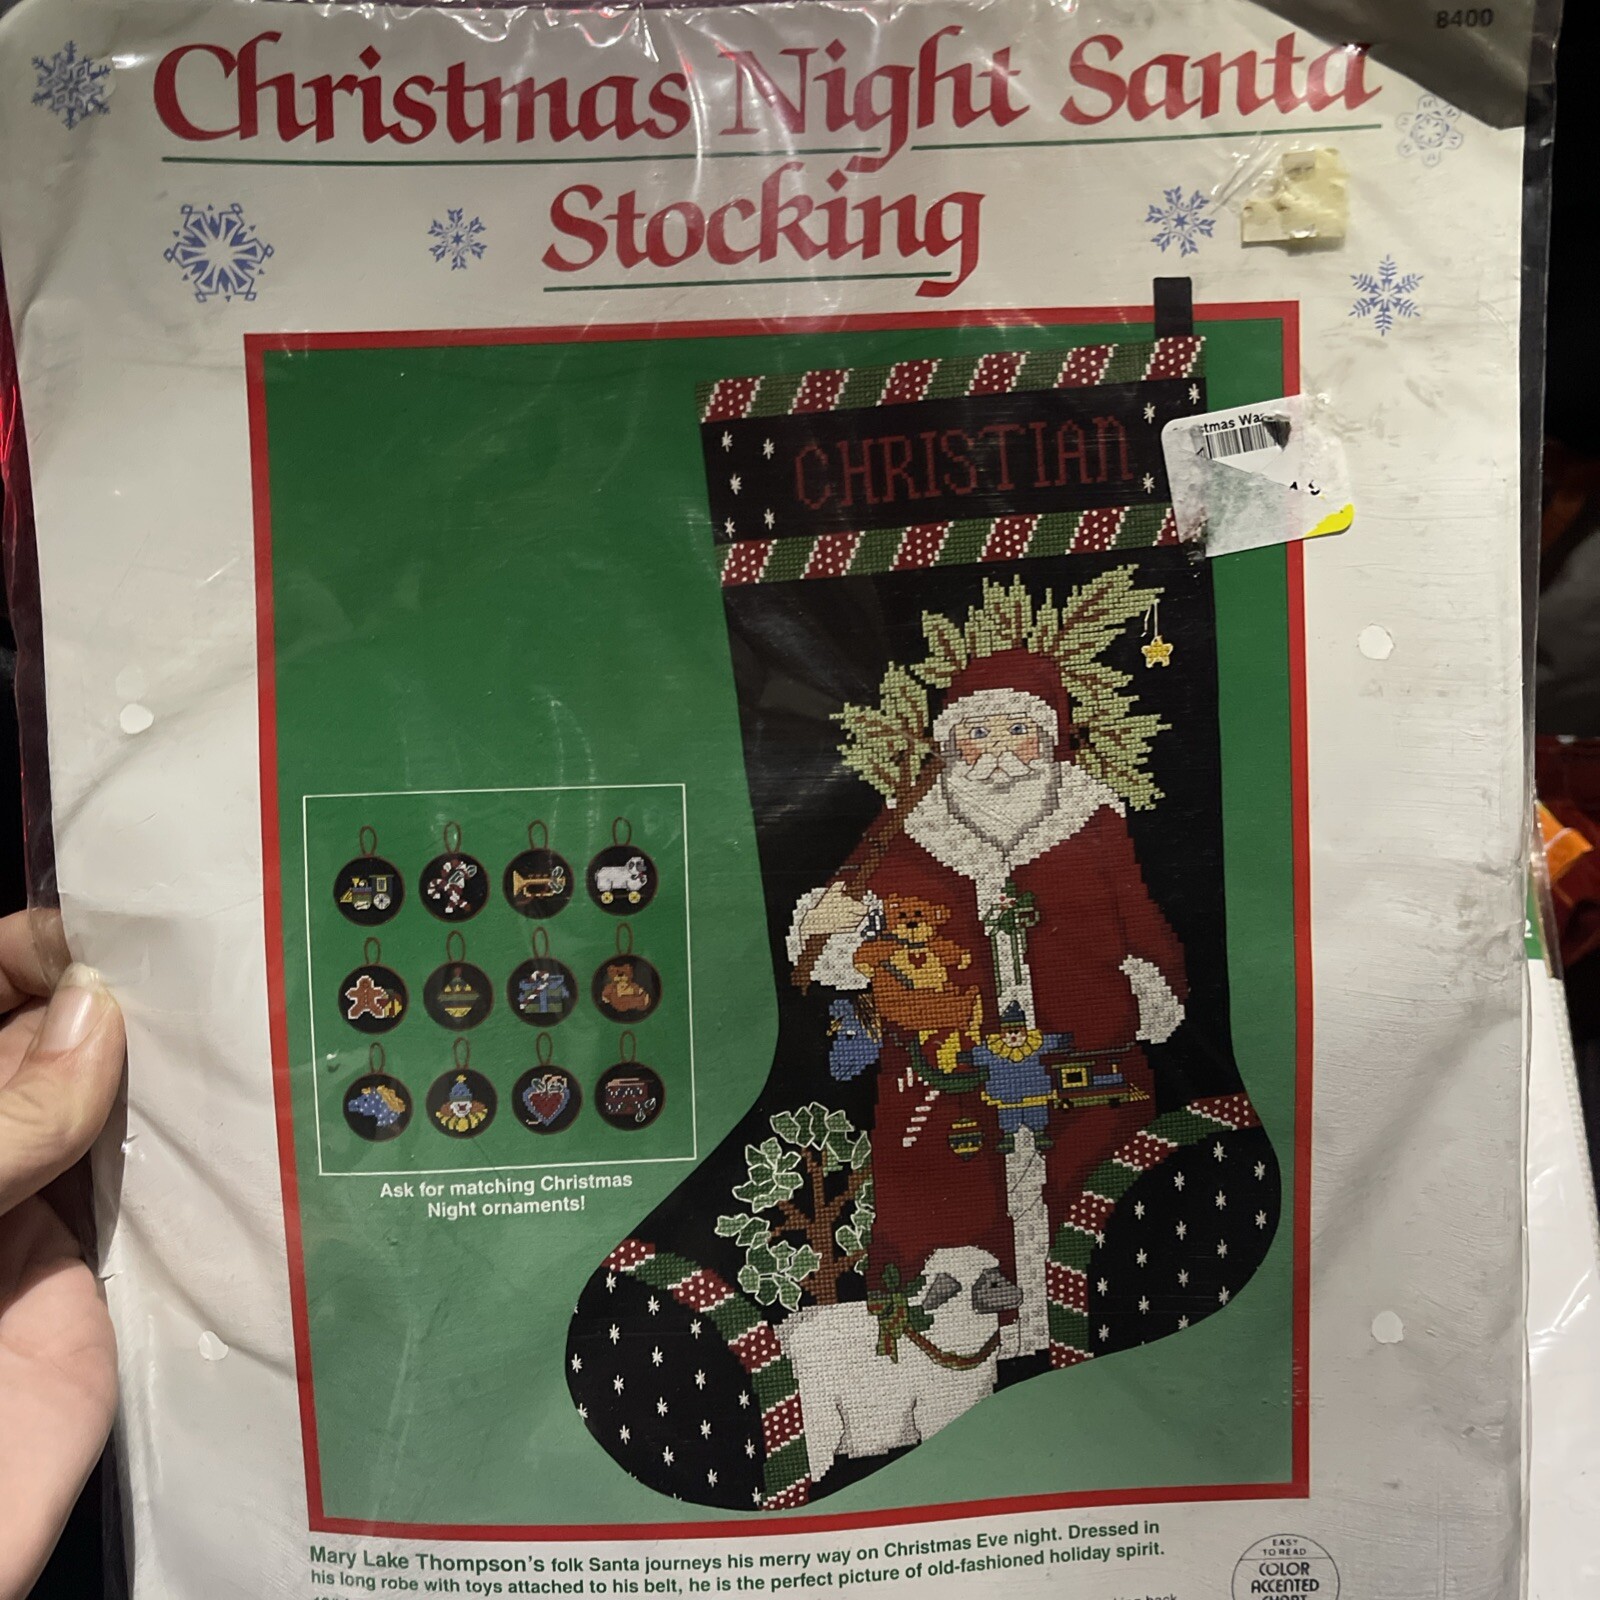 8400
Christmas Night Santa
Stocking
CHRISTIAN
Ask for matching Christmas
Night ornaments!
Mary Lake Thompson's folk Santa journeys his merry way on Christmas Eve night. Dressed in
his long robe with toys attached to his belt, he is the perfect picture of old-fashioned holiday spirit.
EASY
TO READ
COLOR
ACCENTED